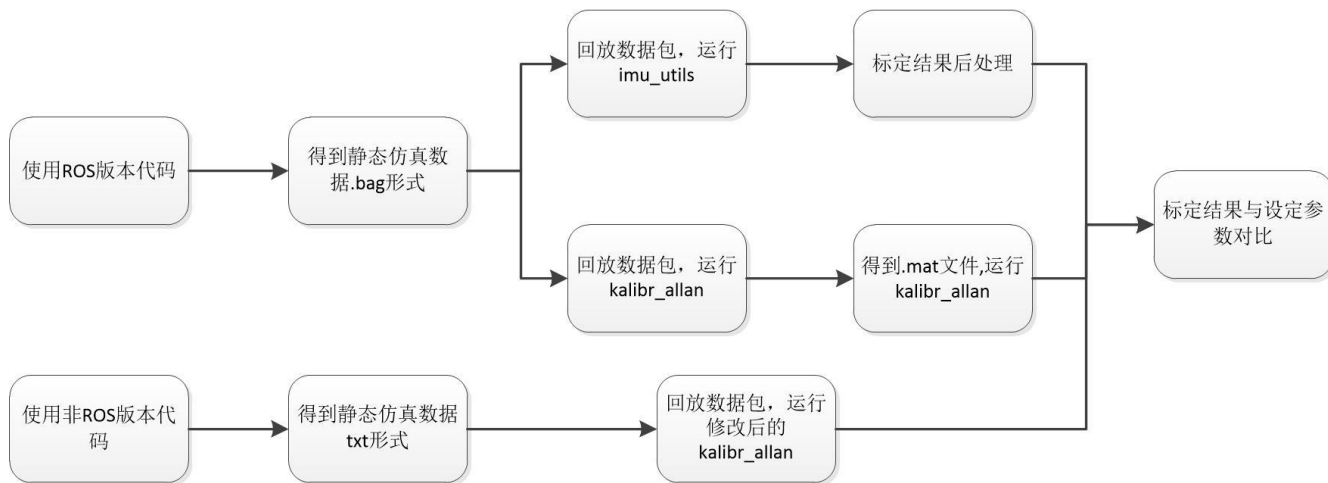 使用ROS版本代码
得到静态仿真数
据.bag形式
回放数据包，运行
imu_utils
标定结果后处理
回放数据包，运行
kalibr_allan
得到.mat文件,运行
kalibr_allan
标定结果与设定参
数对比
使用非ROS版本代
码
得到静态仿真数据
txt形式
回放数据包，运行
修改后的
kalibr_allan